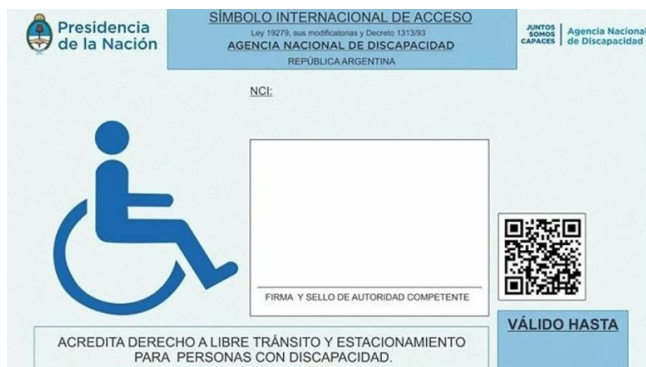 Presidencia
de la Nación
SÍMBOLO INTERNACIONAL DE ACCESO
Ley 19279, sus modificatorias y Decreto 1313/93
AGENCIA NACIONAL DE DISCAPACIDAD
REPÚBLICA ARGENTINA
JUNTOS
SOMOS
CAPACES
Agencia Nacional
de Discapacidad
NCI:
FIRMA Y SELLO DE AUTORIDAD COMPETENTE
VÁLIDO HASTA
ACREDITA DERECHO A LIBRE TRÁNSITO Y ESTACIONAMIENTO
PARA PERSONAS CON DISCAPACIDAD.